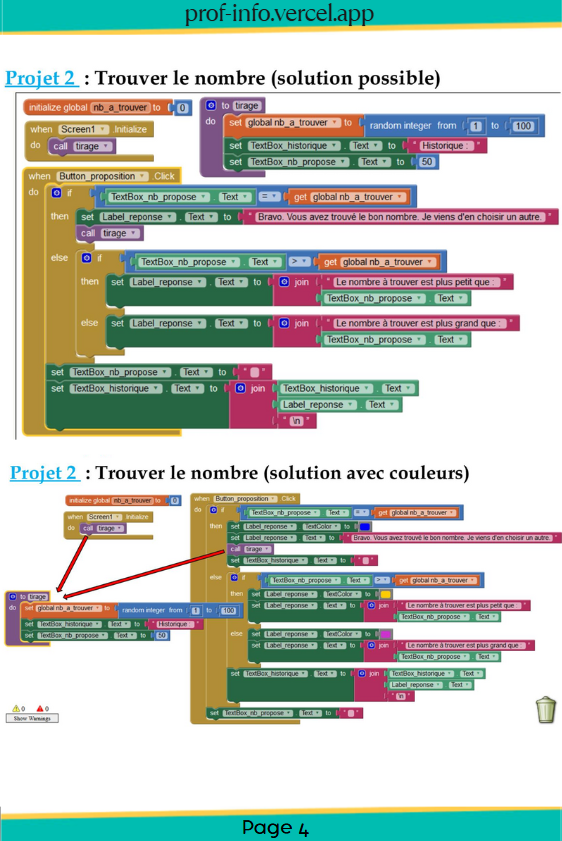 prof-info.vercel.app
Projet 2 : Trouver le nombre (solution possible)
initialize global nb_a_trouver to 0
to tirage
do set global nb_a_trouver to random integer from 1 to 100
set TextBox_historique . Text to " Historique : "
set TextBox_nb_propose . Text to 50
when Screen1 .Initialize
do call tirage
when Button_proposition .Click
do if TextBox_nb_propose . Text = get global nb_a_trouver
then set Label_reponse . Text to " Bravo. Vous avez trouvé le bon nombre. Je viens d'en choisir un autre. "
call tirage
else if TextBox_nb_propose . Text > get global nb_a_trouver
then set Label_reponse . Text to join " Le nombre à trouver est plus petit que : "
TextBox_nb_propose . Text
else set Label_reponse . Text to join " Le nombre à trouver est plus grand que : "
TextBox_nb_propose . Text
set TextBox_nb_propose . Text to " "
set TextBox_historique . Text to join TextBox_historique . Text
Label_reponse . Text
" \n "
Projet 2 : Trouver le nombre (solution avec couleurs)
initialize global nb_a_trouver to 0
when Screen1 .Initialize
do call tirage
to tirage
do set global nb_a_trouver to random integer from 1 to 100
set TextBox_historique . Text to " Historique : "
set TextBox_nb_propose . Text to 50
when Button_proposition .Click
do if TextBox_nb_propose . Text = get global nb_a_trouver
then set Label_reponse . TextColor to
set Label_reponse . Text to " Bravo. Vous avez trouvé le bon nombre. Je viens d'en choisir un autre. "
call tirage
set TextBox_historique . Text to " "
else if TextBox_nb_propose . Text > get global nb_a_trouver
then set Label_reponse . TextColor to
set Label_reponse . Text to join " Le nombre à trouver est plus petit que : "
TextBox_nb_propose . Text
else set Label_reponse . TextColor to
set Label_reponse . Text to join " Le nombre à trouver est plus grand que : "
TextBox_nb_propose . Text
set TextBox_historique . Text to join TextBox_historique . Text
Label_reponse . Text
" \n "
set TextBox_nb_propose . Text to " "
0 0
Show Warnings
Page 4